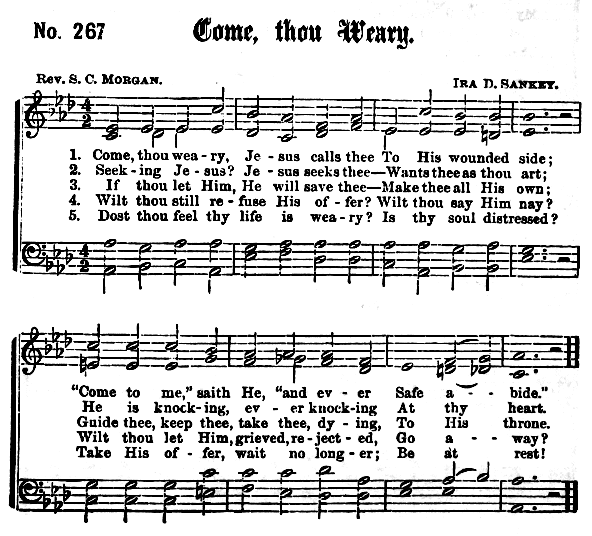 No. 267 Come, thou Weary.
Rev. S. C. Morgan. Ira D. Sankey.
4 2
1. Come, thou wea - ry, Je - sus calls thee To His wounded side;
2. Seek - ing Je - sus? Je - sus seeks thee—Wants thee as thou art;
3. If thou let Him, He will save thee—Make thee all His own;
4. Wilt thou still re - fuse His of - fer? Wilt thou say Him nay?
5. Dost thou feel thy life is wea - ry? Is thy soul distressed?
4 2
"Come to me," saith He, "and ev - er Safe a - - bide."
He is knock - ing, ev - er knocking At thy heart.
Guide thee, keep thee, take thee, dy - ing, To His throne.
Wilt thou let Him, grieved, re - ject - ed, Go a - - way?
Take His of - fer, wait no long - er; Be at rest!